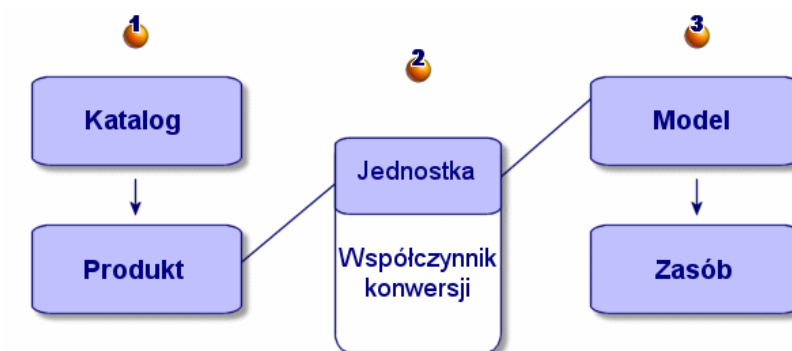 1
Katalog
Produkt
2
Jednostka
Współczynnik
konwersji
3
Model
Zasób